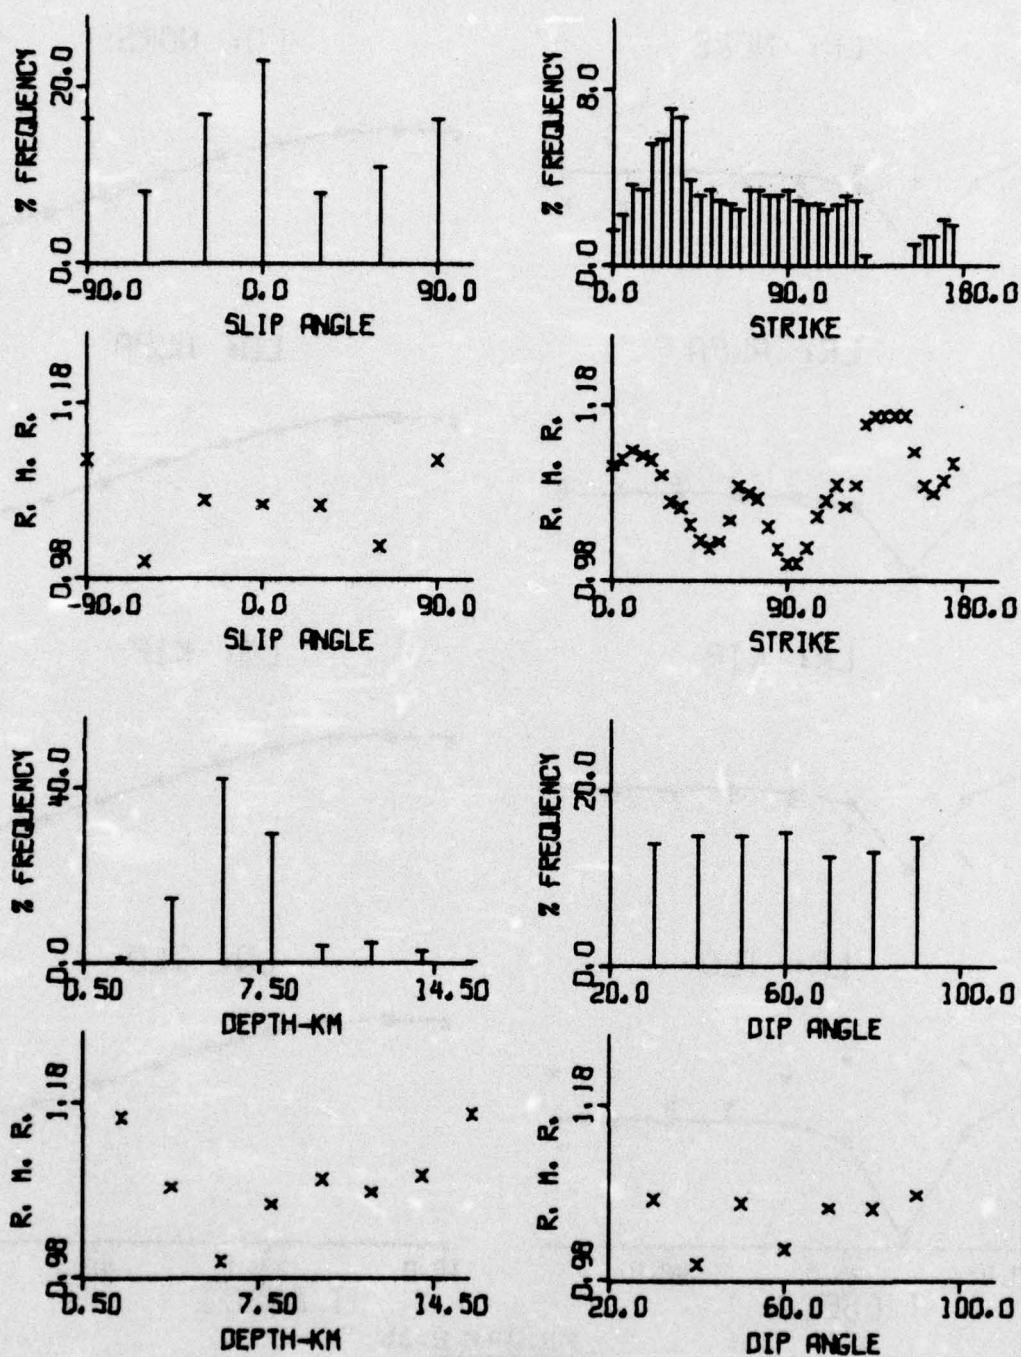 % FREQUENCY
20.0
0.0
-90.0 0.0 90.0
SLIP ANGLE
% FREQUENCY
8.0
0.0
0.0 90.0 180.0
STRIKE
R. M. R.
1.18
0.98
-90.0 0.0 90.0
SLIP ANGLE
R. M. R.
1.18
0.98
0.0 90.0 180.0
STRIKE
% FREQUENCY
40.0
0.0
0.50 7.50 14.50
DEPTH-KM
% FREQUENCY
20.0
0.0
20.0 60.0 100.0
DIP ANGLE
R. M. R.
1.18
0.98
0.50 7.50 14.50
DEPTH-KM
R. M. R.
1.18
0.98
20.0 60.0 100.0
DIP ANGLE